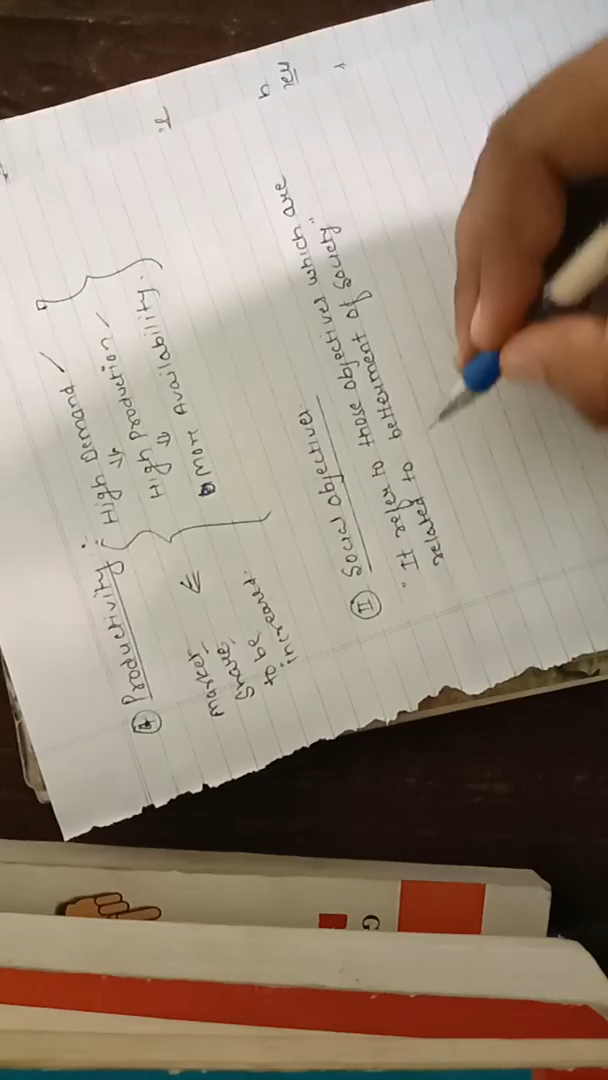 ④ Productivity : High Demand ✓
⇓
High production ✓
⇓
More Availability.
⇐
market
share
to be
increased.
Ⅱ Social Objectives.
"It refer to those objectives which are
related to betterment of society"
G